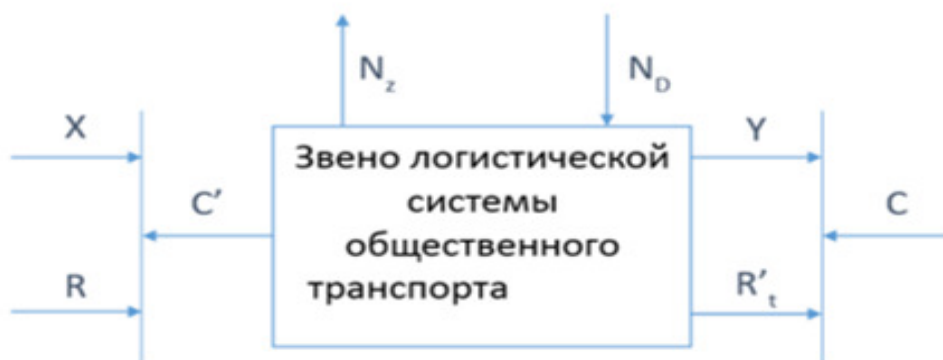 N_z
N_D
X
Y
C′
C
R
R′_t
Звено логистической
системы
общественного
транспорта